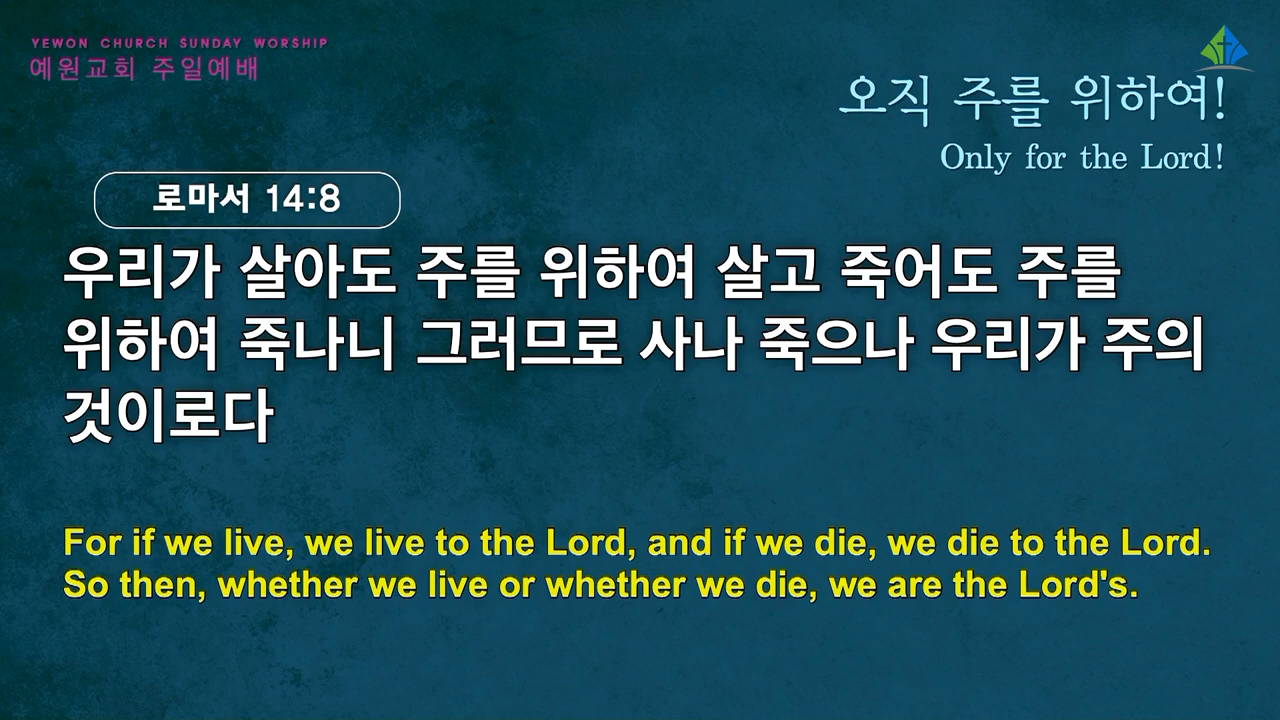 YEWON CHURCH SUNDAY WORSHIP
예원교회 주일예배
오직 주를 위하여!
Only for the Lord!
로마서 14:8
우리가 살아도 주를 위하여 살고 죽어도 주를
위하여 죽나니 그러므로 사나 죽으나 우리가 주의
것이로다
For if we live, we live to the Lord, and if we die, we die to the Lord.
So then, whether we live or whether we die, we are the Lord's.